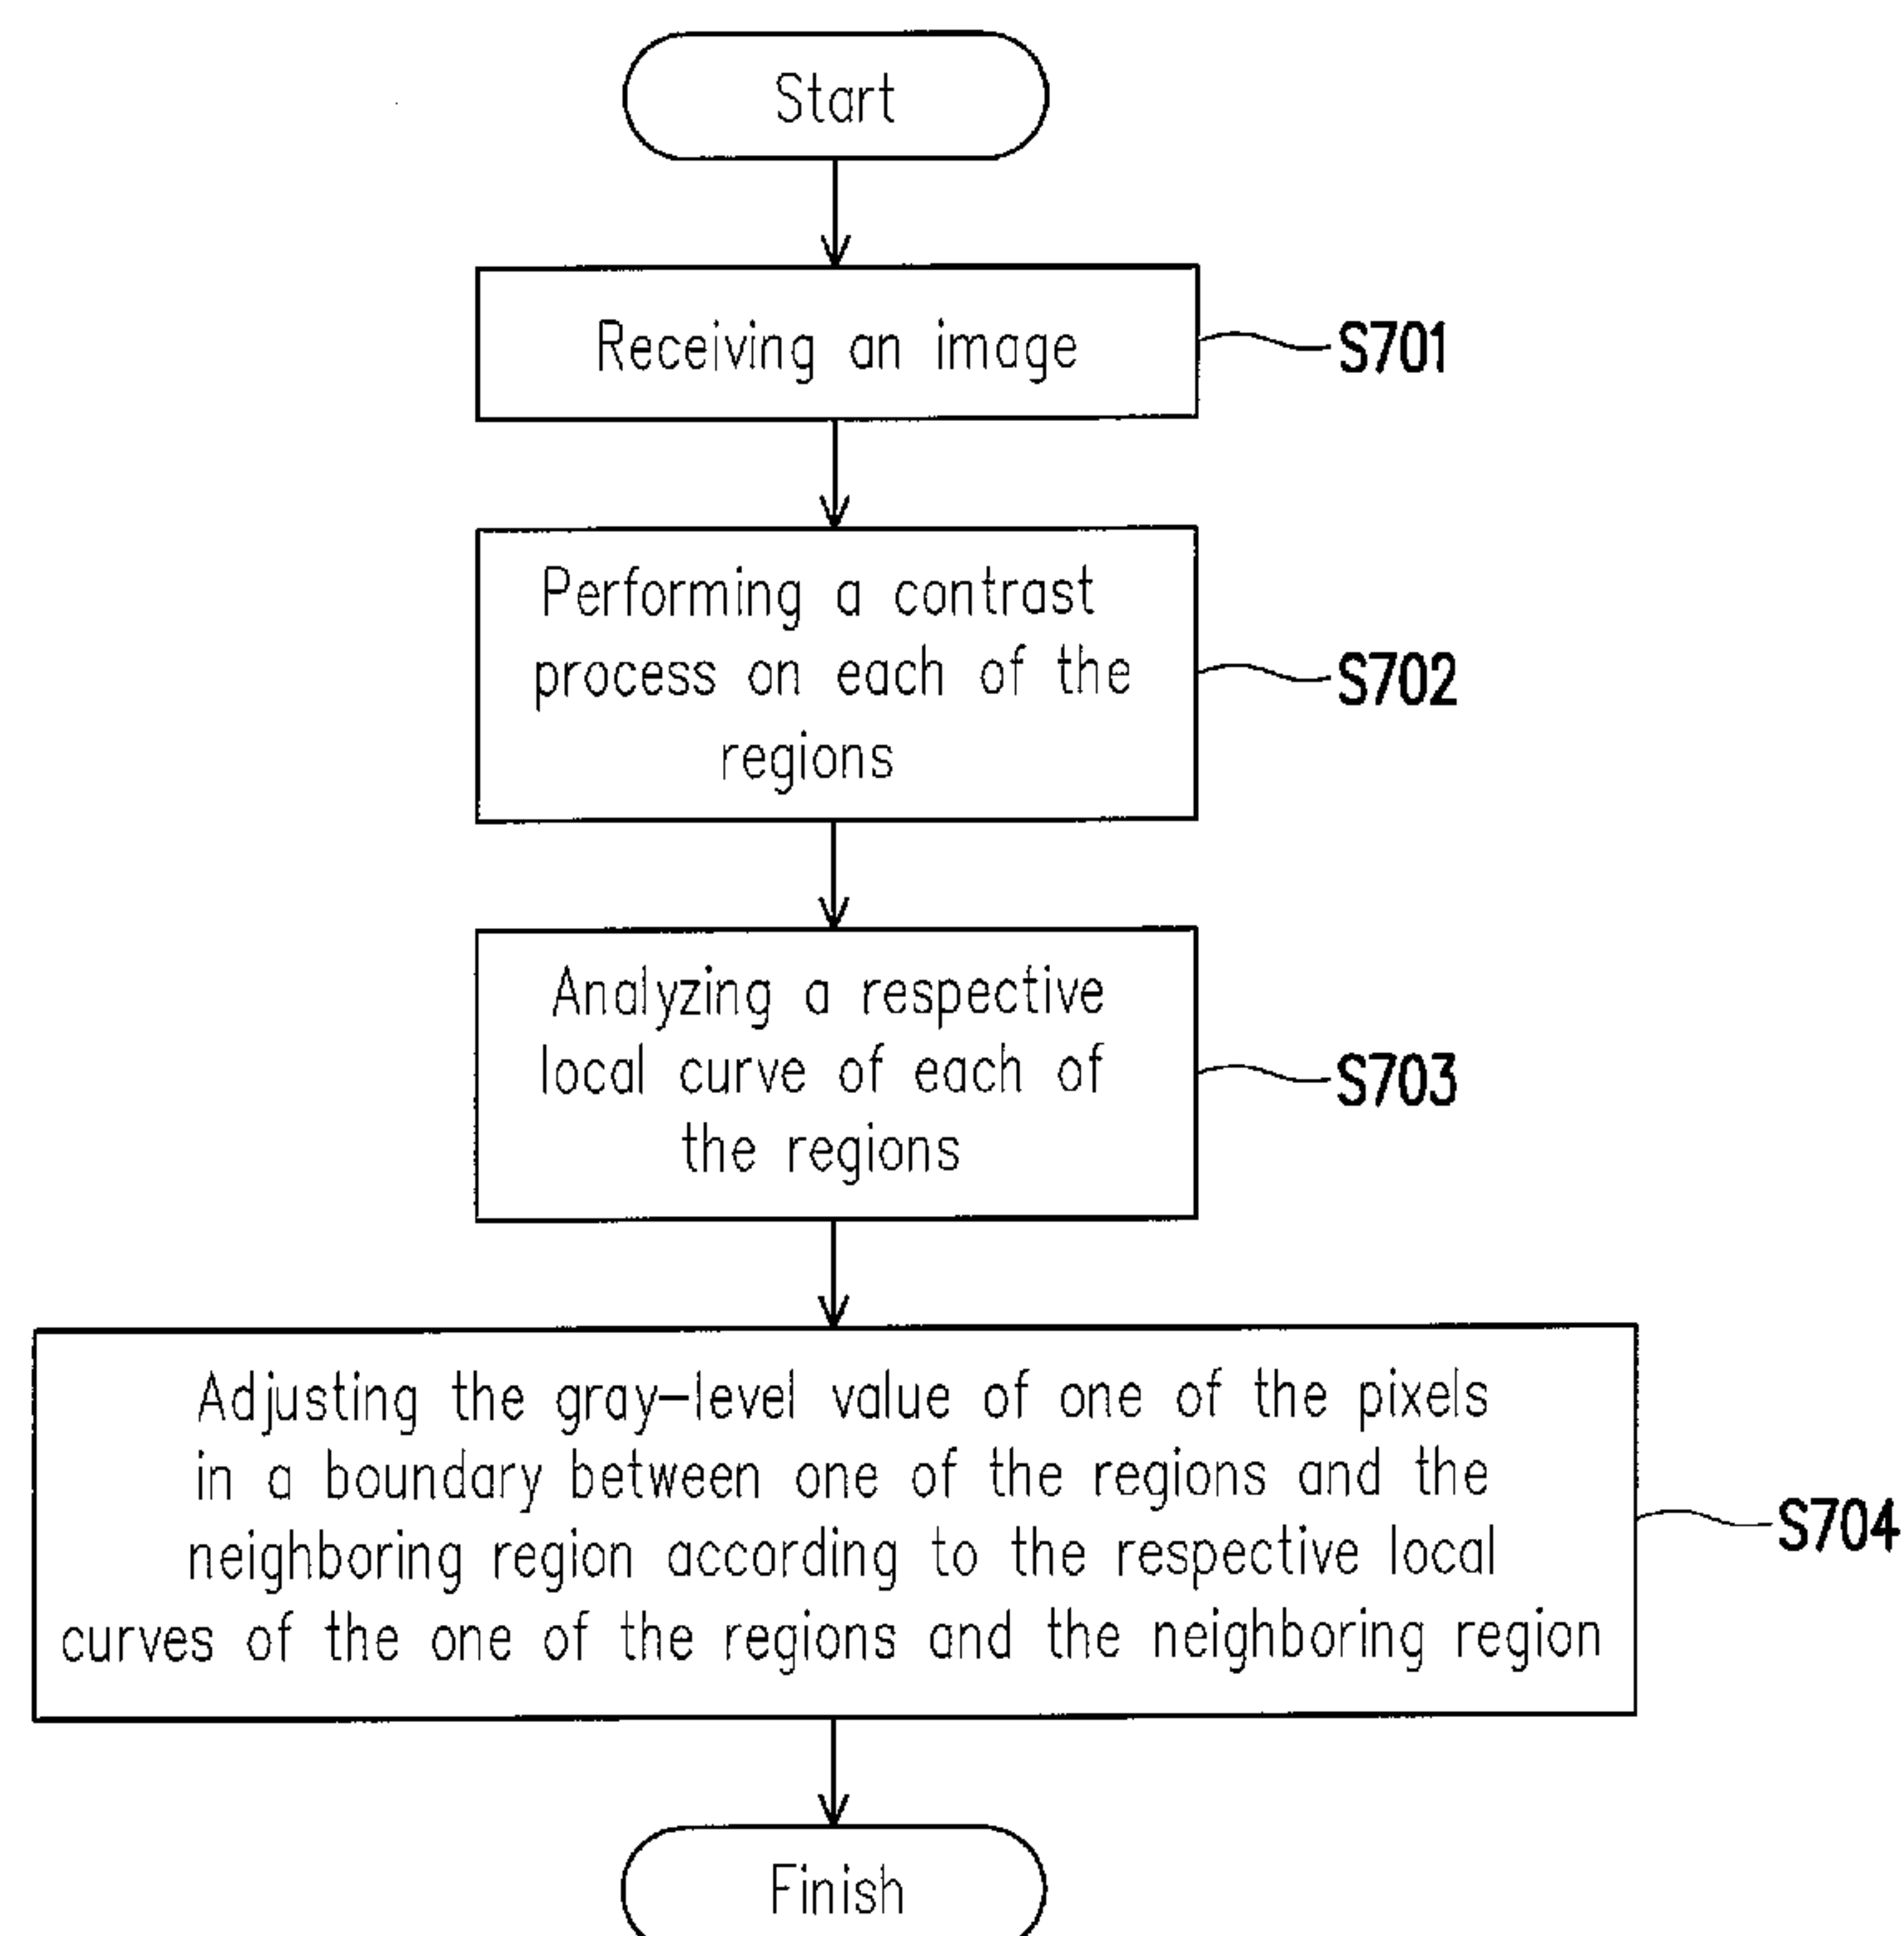 Start
Receiving an image
S701
Performing a contrast
process on each of the
regions
S702
Analyzing a respective
local curve of each of
the regions
S703
Adjusting the gray-level value of one of the pixels
in a boundary between one of the regions and the
neighboring region according to the respective local
curves of the one of the regions and the neighboring region
S704
Finish